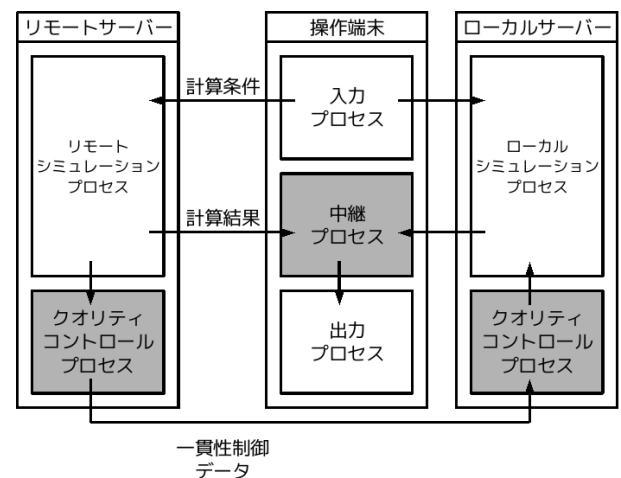 リモートサーバー
操作端末
ローカルサーバー
計算条件
入力
プロセス
リモート
シミュレーション
プロセス
ローカル
シミュレーション
プロセス
計算結果
中継
プロセス
クオリティ
コントロール
プロセス
出力
プロセス
クオリティ
コントロール
プロセス
一貫性制御
データ